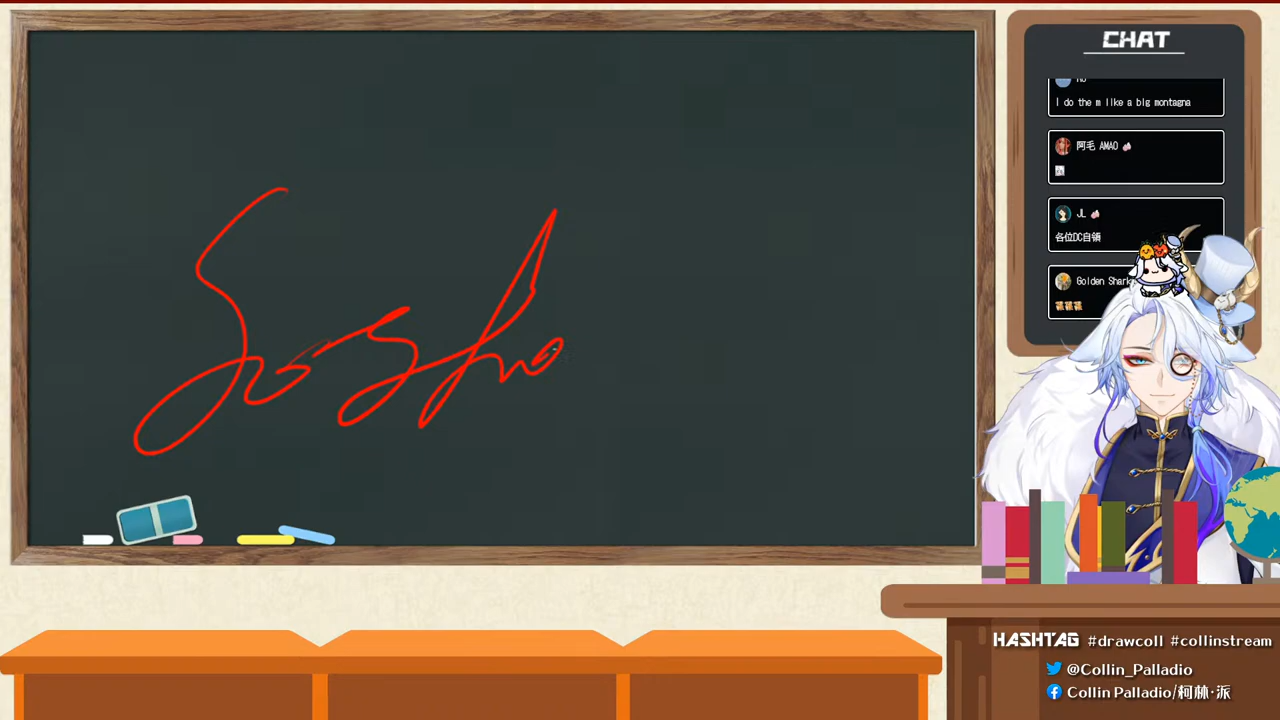 CHAT
I do the m like a big montagna
阿毛 AMAO
JL
各位DC自領
Golden Shark
HASHTAG #drawcoll #collinstream
@Collin_Palladio
Collin Palladio/柯林·派